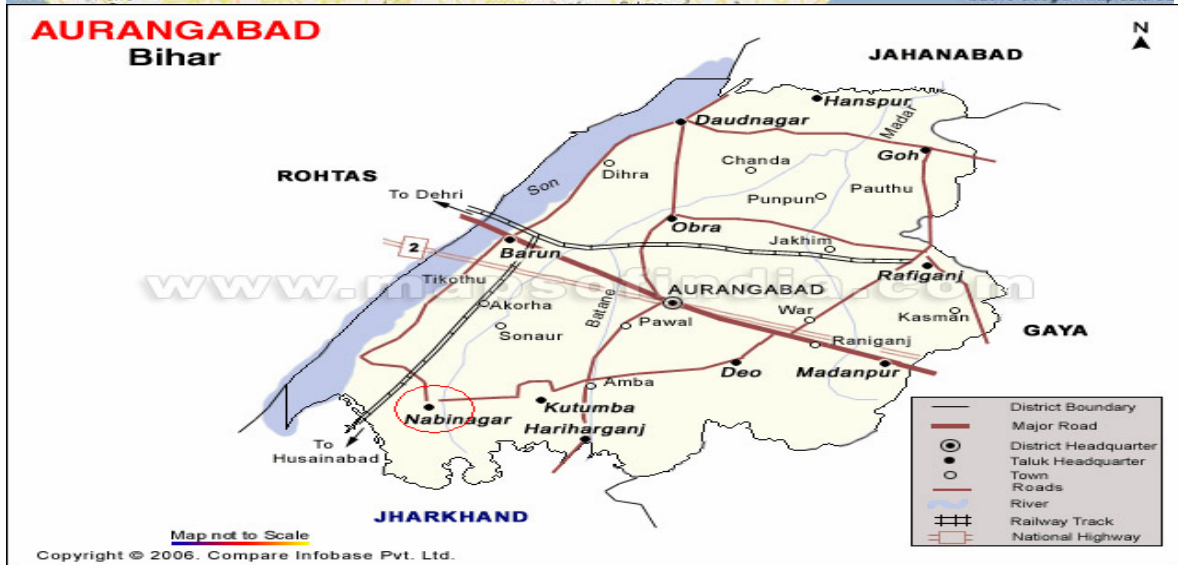 AURANGABAD
Bihar
N
JAHANABAD
Hanspur
Madar
Daudnagar
Goh
Chanda
Dihra
ROHTAS
Son
Punpun
Pauthu
To Dehri
Obra
Jakhim
2
Barun
Rafiganj
Tikothu
www.mapsofindia.com
AURANGABAD
Akorha
Batane
War
Kasman
Pawal
Sonaur
GAYA
Raniganj
Deo
Madanpur
Amba
Nabinagar
Kutumba
Hariharganj
To
Husainabad
JHARKHAND
District Boundary
Major Road
District Headquarter
Taluk Headquarter
Town
Roads
River
Railway Track
National Highway
Map not to Scale
Copyright © 2006. Compare Infobase Pvt. Ltd.